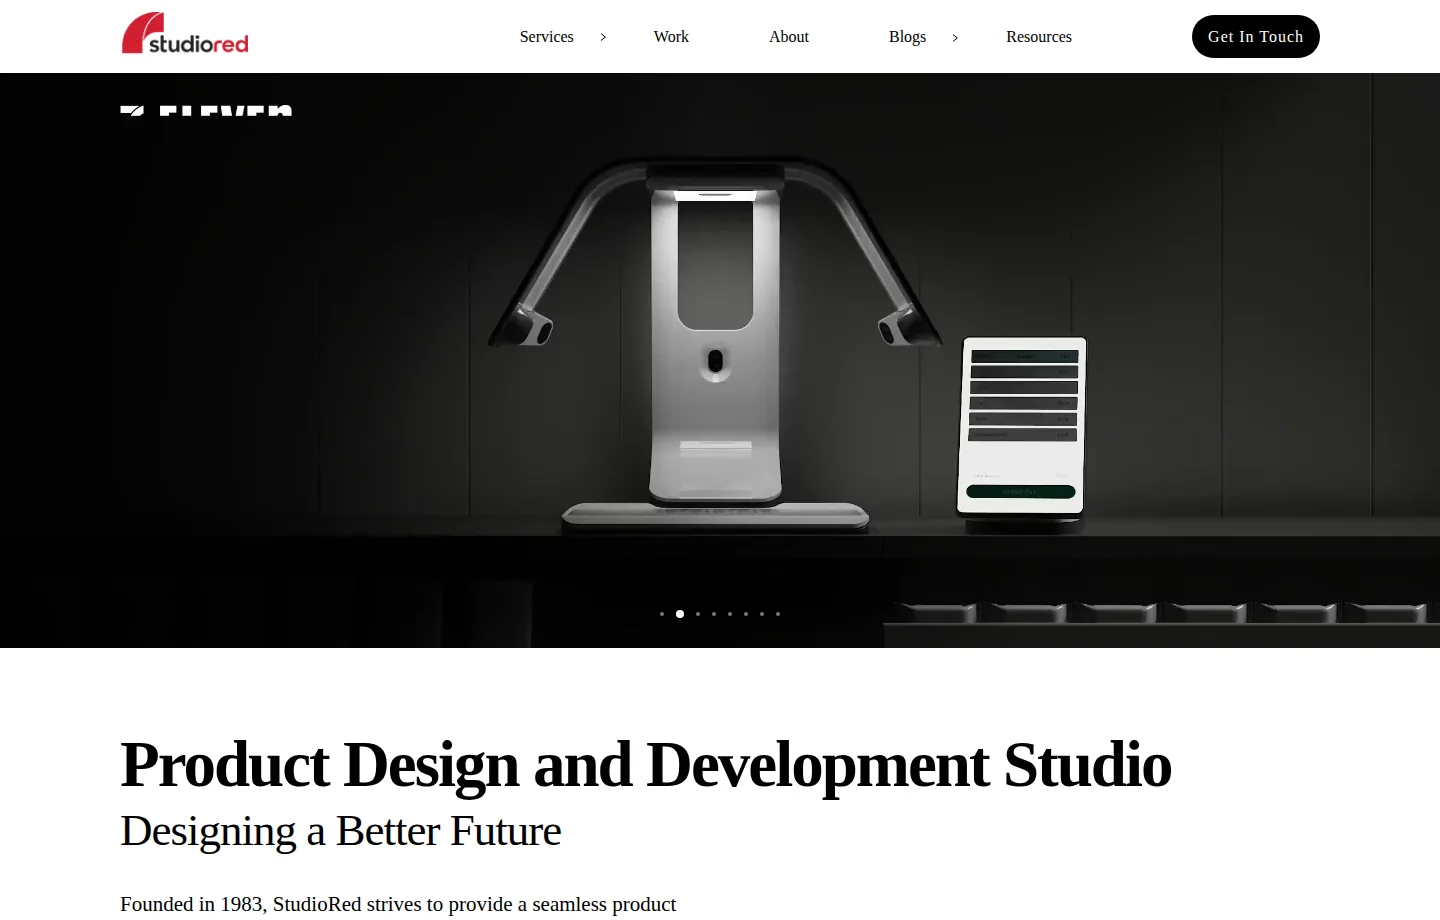 studiored
Services
Work
About
Blogs
Resources
Get In Touch
Product Design and Development Studio
Designing a Better Future
Founded in 1983, StudioRed strives to provide a seamless product